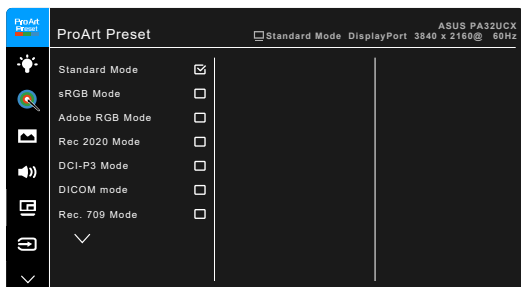 ProArt
Preset
ProArt Preset
ASUS PA32UCX
Standard Mode DisplayPort 3840 x 2160@ 60Hz
Standard Mode
sRGB Mode
Adobe RGB Mode
Rec 2020 Mode
DCI-P3 Mode
DICOM mode
Rec. 709 Mode